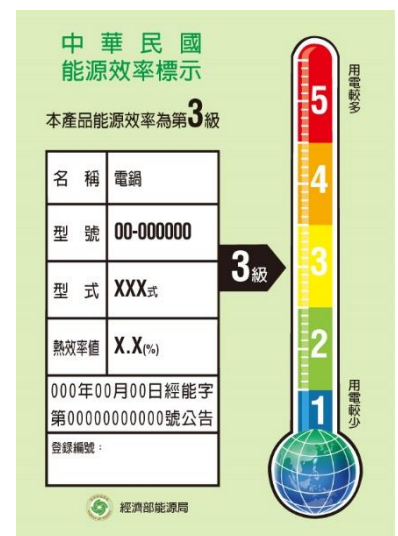 中華民國
能源效率標示
本產品能源效率為第3級
名稱 電鍋
型號 00-000000
型式 XXX式
熱效率值 X.X(%)
000年00月00日經能字
第00000000000號公告
登錄編號：
經濟部能源局
3級
用電較多
5
4
3
2
1
用電較少